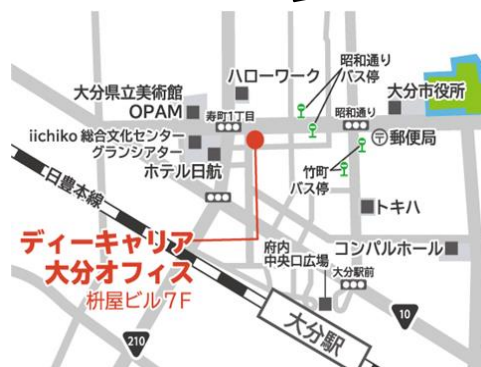 ハローワーク
昭和通り
バス停
大分市役所
大分県立美術館
OPAM
寿町1丁目
昭和通り
〒郵便局
iichiko 総合文化センター
グランシアター
ホテル日航
竹町
バス停
日豊本線
トキハ
ディーキャリア
大分オフィス
枡屋ビル7F
府内
中央口広場
コンパルホール
大分駅前
大分駅
10
210